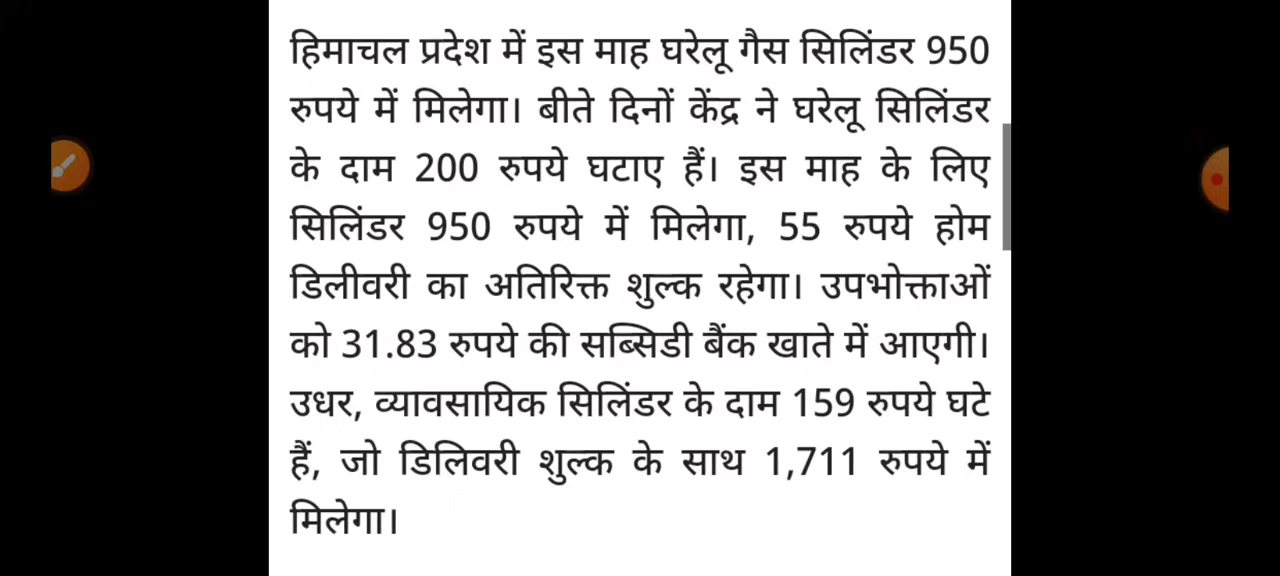 हिमाचल प्रदेश में इस माह घरेलू गैस सिलिंडर 950
रुपये में मिलेगा। बीते दिनों केंद्र ने घरेलू सिलिंडर
के दाम 200 रुपये घटाए हैं। इस माह के लिए
सिलिंडर 950 रुपये में मिलेगा, 55 रुपये होम
डिलीवरी का अतिरिक्त शुल्क रहेगा। उपभोक्ताओं
को 31.83 रुपये की सब्सिडी बैंक खाते में आएगी।
उधर, व्यावसायिक सिलिंडर के दाम 159 रुपये घटे
हैं, जो डिलिवरी शुल्क के साथ 1,711 रुपये में
मिलेगा।